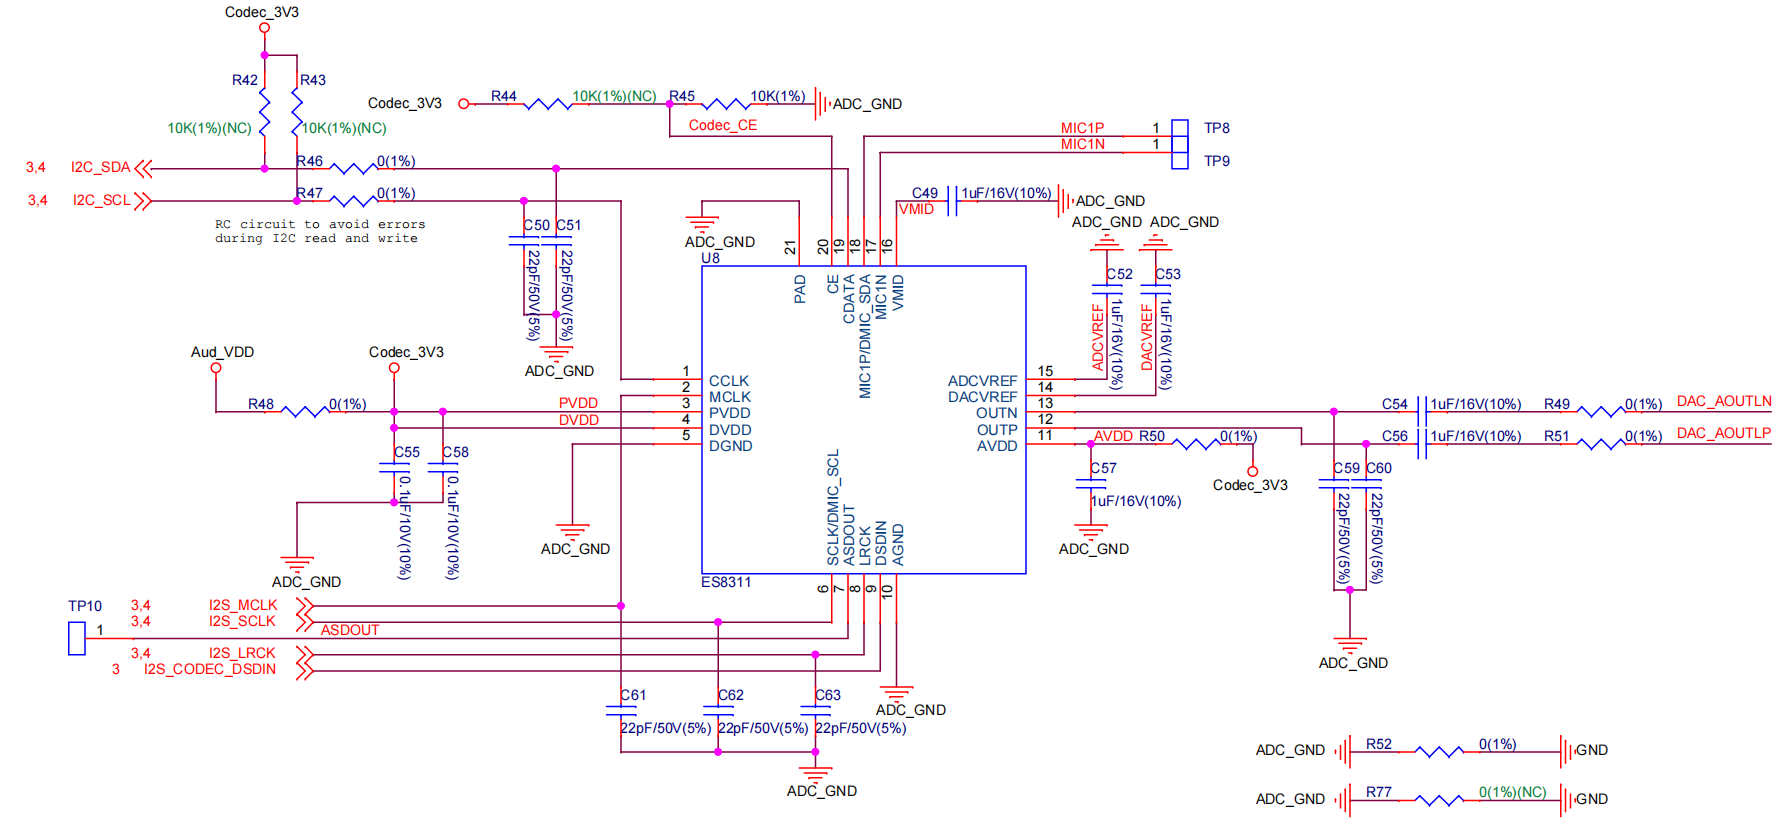 Codec_3V3
R42
R43
10K(1%)(NC)
10K(1%)(NC)
Codec_3V3
R44
10K(1%)(NC)
R45
10K(1%)
ADC_GND
Codec_CE
MIC1P
1
TP8
MIC1N
1
TP9
3,4
I2C_SDA
R46
0(1%)
3,4
I2C_SCL
R47
0(1%)
RC circuit to avoid errors
during I2C read and write
C50
C51
22pF/50V(5%)
22pF/50V(5%)
ADC_GND
ADC_GND
U8
C49
1uF/16V(10%)
VMID
ADC_GND
ADC_GND
ADC_GND
C52
C53
1uF/16V(10%)
1uF/16V(10%)
ADCVREF
DACVREF
21
20
19
18
17
16
PAD
CE
CDATA
MIC1P/DMIC_SDA
MIC1N
VMID
Aud_VDD
Codec_3V3
R48
0(1%)
PVDD
DVDD
1
CCLK
2
MCLK
3
PVDD
4
DVDD
5
DGND
ADCVREF
15
DACVREF
14
OUTN
13
OUTP
12
AVDD
11
C54
1uF/16V(10%)
R49
0(1%)
DAC_AOUTLN
C56
1uF/16V(10%)
R51
0(1%)
DAC_AOUTLP
AVDD
R50
0(1%)
Codec_3V3
C57
1uF/16V(10%)
ADC_GND
C59
C60
22pF/50V(5%)
22pF/50V(5%)
ADC_GND
C55
C58
0.1uF/10V(10%)
0.1uF/10V(10%)
ADC_GND
ADC_GND
SCLK/DMIC_SCL
ASDOUT
LRCK
DSDIN
AGND
ES8311
6
7
8
9
10
TP10
1
3,4
I2S_MCLK
3,4
I2S_SCLK
ASDOUT
3,4
I2S_LRCK
3
I2S_CODEC_DSDIN
C61
22pF/50V(5%)
C62
22pF/50V(5%)
C63
22pF/50V(5%)
ADC_GND
ADC_GND
ADC_GND
R52
0(1%)
GND
ADC_GND
R77
0(1%)(NC)
GND